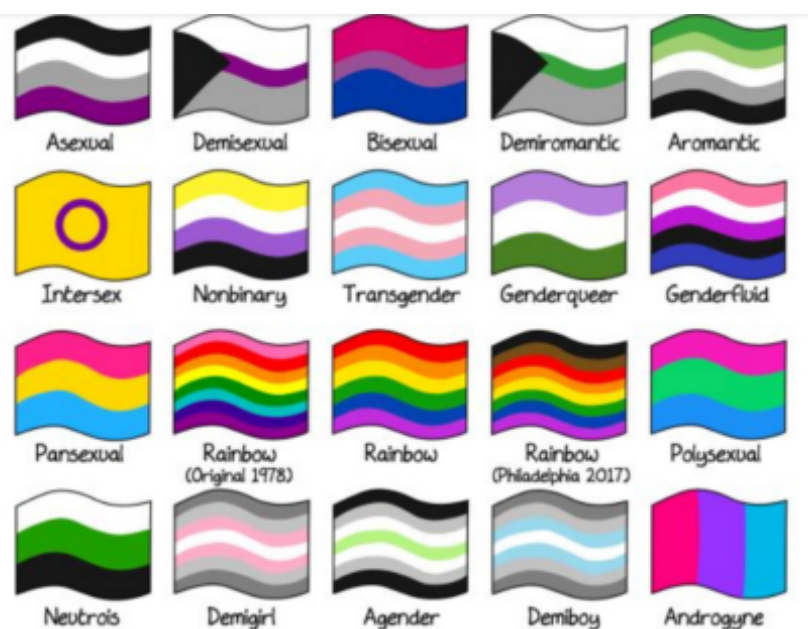 Asexual
Demisexual
Bisexual
Demiromantic
Aromantic
Intersex
Nonbinary
Transgender
Genderqueer
Genderfluid
Pansexual
Rainbow
(Original 1978)
Rainbow
Rainbow
(Philadelphia 2017)
Polysexual
Neutrois
Demigirl
Agender
Demiboy
Androgyne